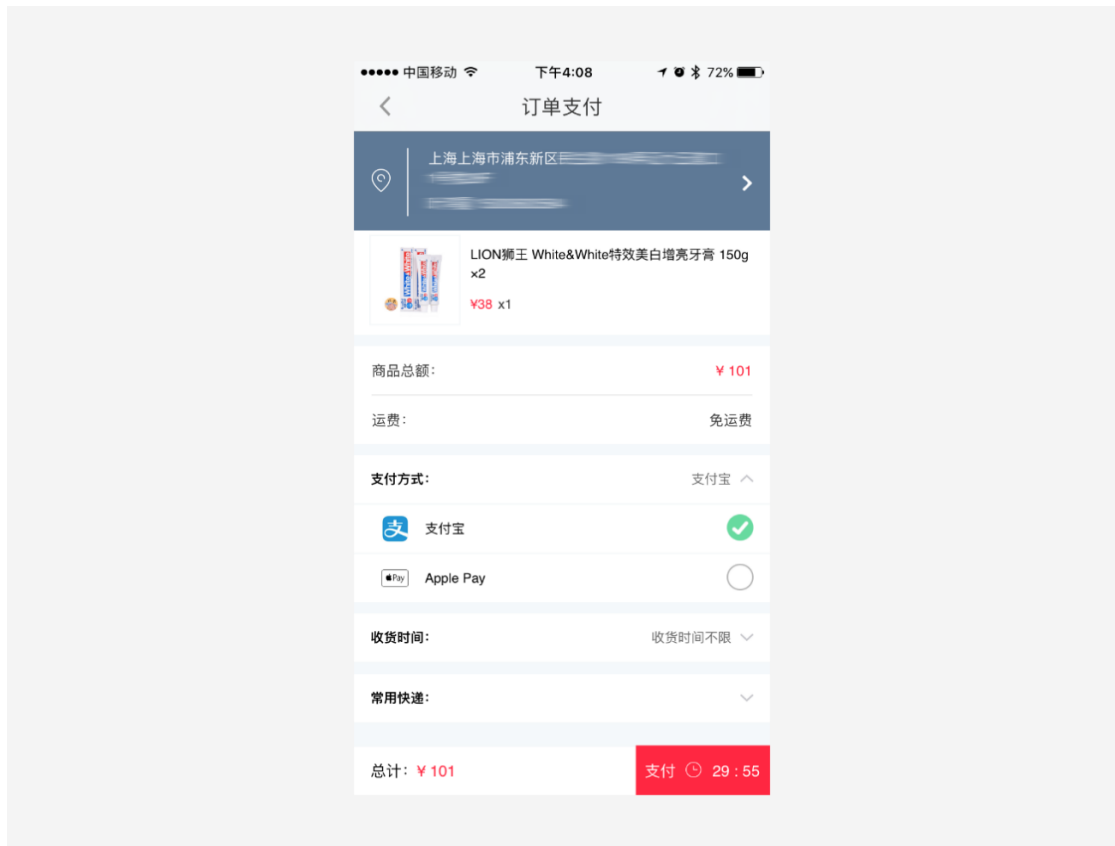 中国移动 下午4:08 72%
订单支付
上海上海市浦东新区
LION狮王 White&White特效美白增亮牙膏 150g
×2
¥38 x1
商品总额: ¥ 101
运费: 免运费
支付方式: 支付宝
支 支付宝
Pay Apple Pay
收货时间: 收货时间不限
常用快递:
总计: ¥ 101 支付 29 : 55